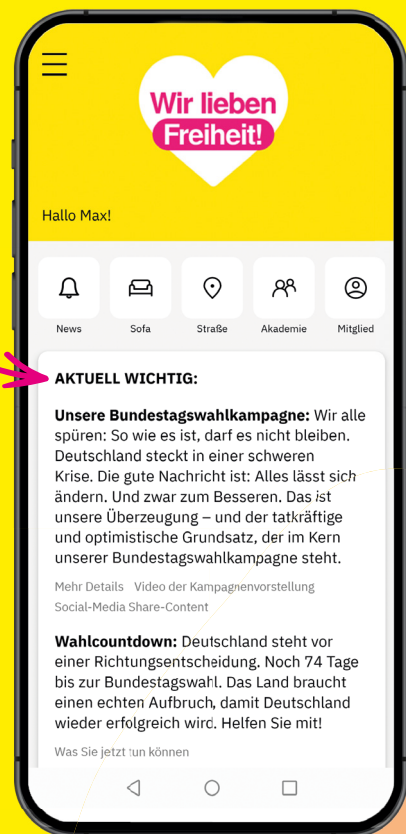 Wir lieben
Freiheit!
Hallo Max!
News Sofa Straße Akademie Mitglied
AKTUELL WICHTIG:
Unsere Bundestagswahlkampagne: Wir alle
spüren: So wie es ist, darf es nicht bleiben.
Deutschland steckt in einer schweren
Krise. Die gute Nachricht ist: Alles lässt sich
ändern. Und zwar zum Besseren. Das ist
unsere Überzeugung – und der tatkräftige
und optimistische Grundsatz, der im Kern
unserer Bundestagswahlkampagne steht.
Mehr Details Video der Kampagnenvorstellung
Social-Media Share-Content
Wahlcountdown: Deutschland steht vor
einer Richtungsentscheidung. Noch 74 Tage
bis zur Bundestagswahl. Das Land braucht
einen echten Aufbruch, damit Deutschland
wieder erfolgreich wird. Helfen Sie mit!
Was Sie jetzt tun können